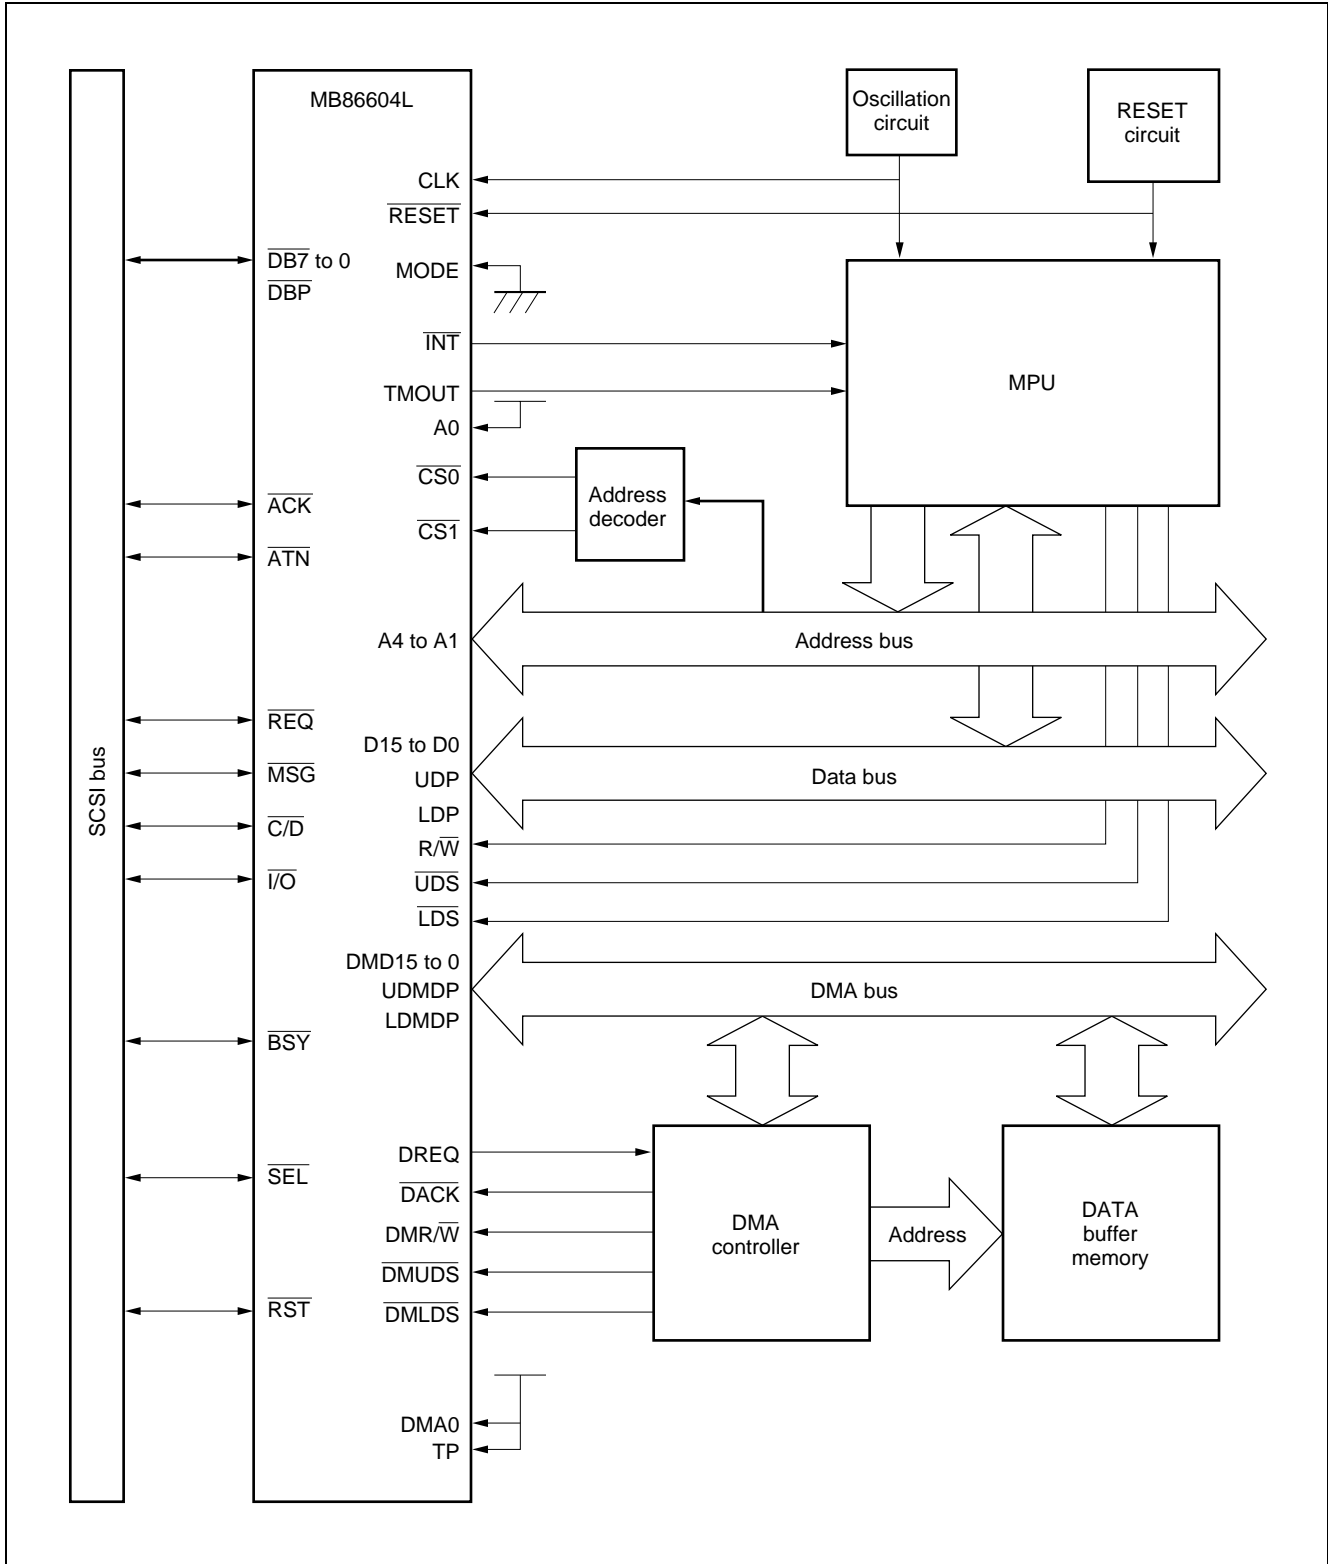 MB86604L
Oscillation
circuit
RESET
circuit
CLK
RESET
DB7 to 0
DBP
MODE
INT
TMOUT
A0
MPU
CS0
CS1
Address
decoder
ACK
ATN
A4 to A1
Address bus
REQ
MSG
C/D
I/O
SCSI bus
D15 to D0
UDP
LDP
Data bus
R/W
UDS
LDS
DMD15 to 0
UDMDP
LDMDP
DMA bus
BSY
SEL
RST
DREQ
DACK
DMR/W
DMUDS
DMLDS
DMA
controller
Address
DATA
buffer
memory
DMA0
TP